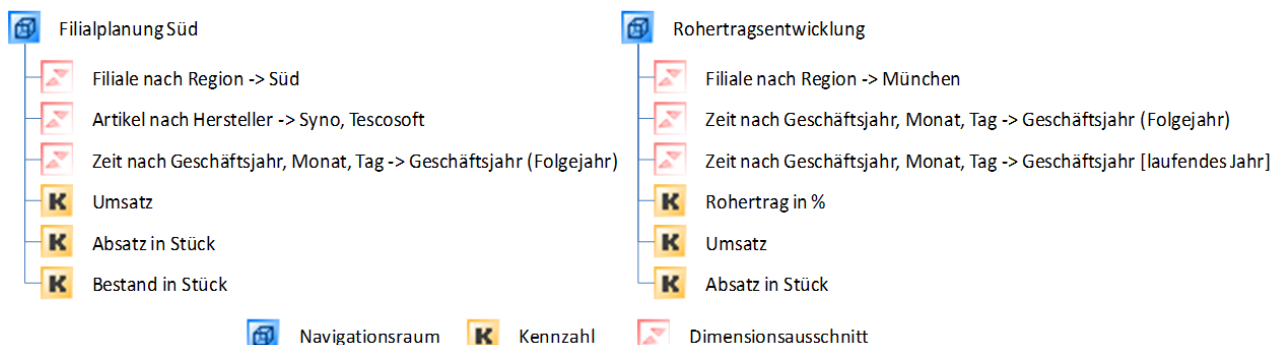 Filialplanung Süd
Filiale nach Region -> Süd
Artikel nach Hersteller -> Syno, Tescosoft
Zeit nach Geschäftsjahr, Monat, Tag -> Geschäftsjahr (Folgejahr)
K Umsatz
K Absatz in Stück
K Bestand in Stück
Rohertragsentwicklung
Filiale nach Region -> München
Zeit nach Geschäftsjahr, Monat, Tag -> Geschäftsjahr (Folgejahr)
Zeit nach Geschäftsjahr, Monat, Tag -> Geschäftsjahr [laufendes Jahr]
K Rohertrag in %
K Umsatz
K Absatz in Stück
Navigationsraum K Kennzahl Dimensionsausschnitt